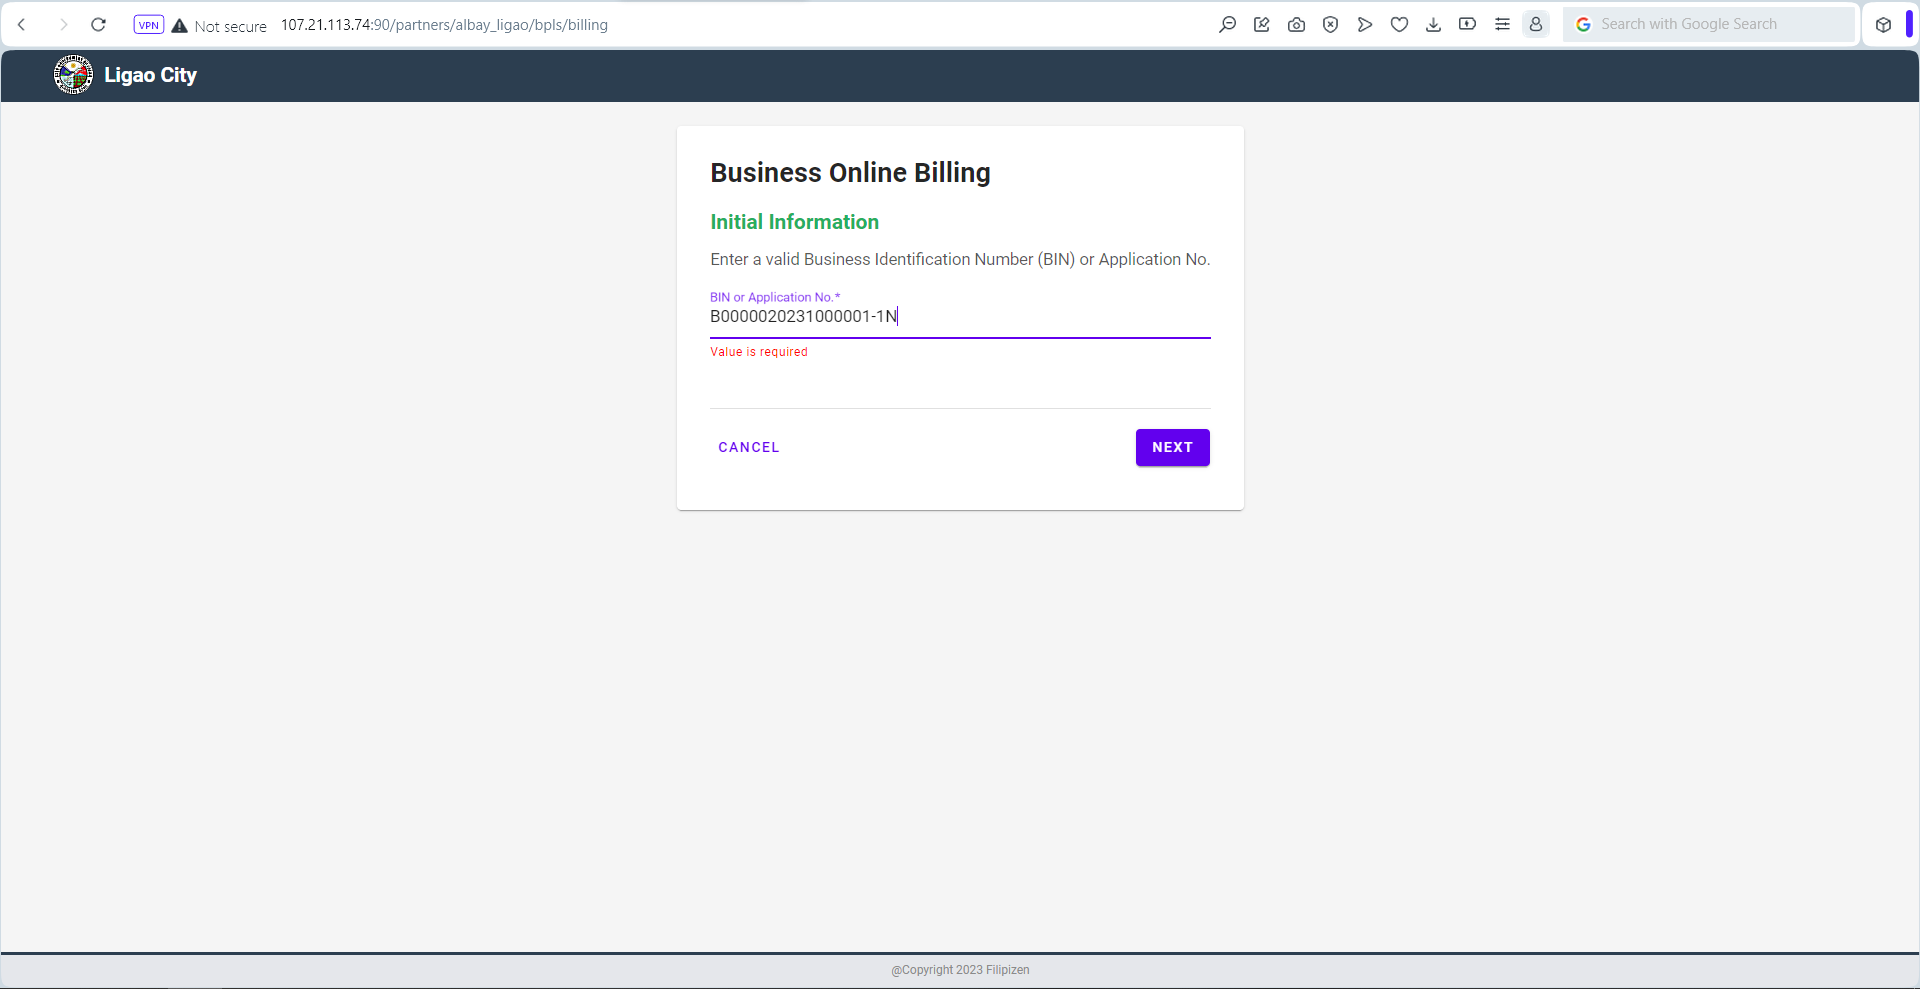 VPN
Not secure
107.21.113.74:90/partners/albay_ligao/bpls/billing
Search with Google Search
Ligao City
Business Online Billing
Initial Information
Enter a valid Business Identification Number (BIN) or Application No.
BIN or Application No.*
B0000020231000001-1N
Value is required
CANCEL
NEXT
@Copyright 2023 Filipizen